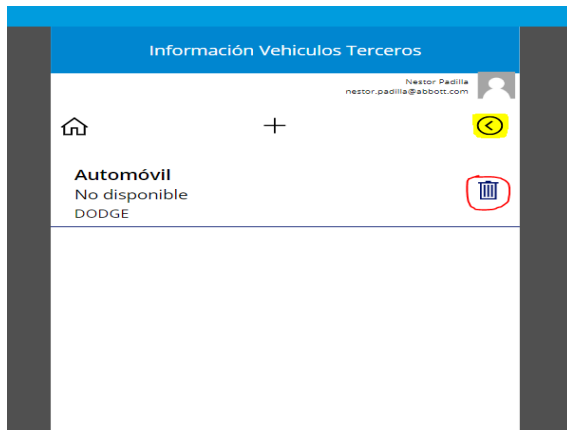 Información Vehiculos Terceros
Nestor Padilla
nestor.padilla@abbott.com
Automóvil
No disponible
DODGE